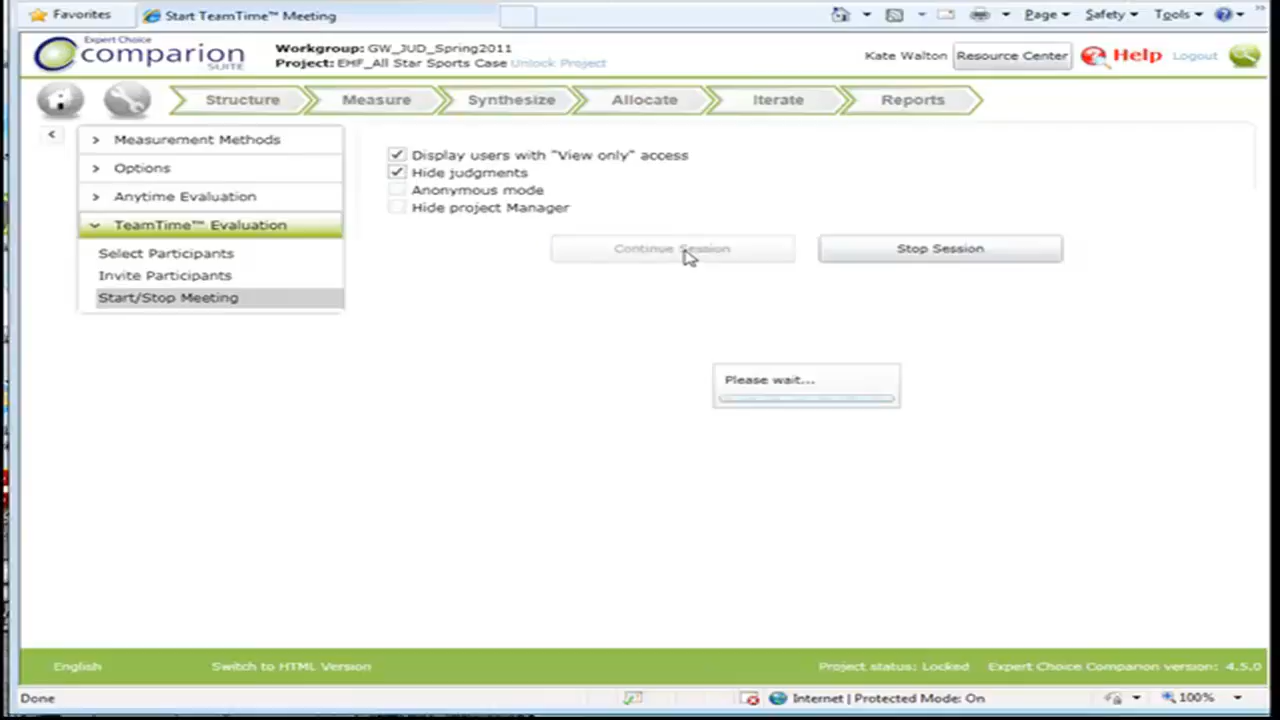 Favorites
Start TeamTime™ Meeting
Page
Safety
Tools
Expert Choice
comparion
SUITE
Workgroup: GW_JUD_Spring2011
Project: EHF_All Star Sports Case Unlock Project
Kate Walton
Resource Center
Help
Logout
Structure
Measure
Synthesize
Allocate
Iterate
Reports
Measurement Methods
Options
Anytime Evaluation
TeamTime™ Evaluation
Select Participants
Invite Participants
Start/Stop Meeting
Display users with "View only" access
Hide judgments
Anonymous mode
Hide project Manager
Continue Session
Stop Session
Please wait...
English
Switch to HTML Version
Project status: Locked
Expert Choice Comparion version: 4.5.0
Done
Internet | Protected Mode: On
100%